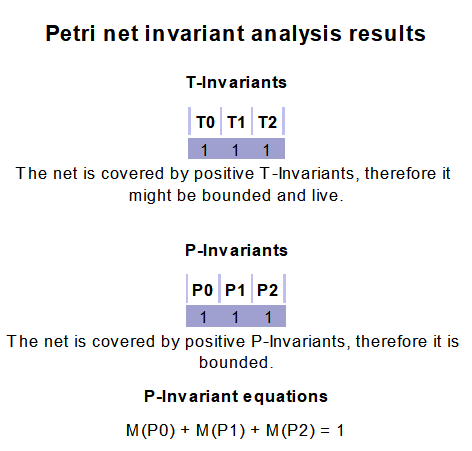 Petri net invariant analysis results
T-Invariants
T0 T1 T2
1 1 1
The net is covered by positive T-Invariants, therefore it
might be bounded and live.
P-Invariants
P0 P1 P2
1 1 1
The net is covered by positive P-Invariants, therefore it is
bounded.
P-Invariant equations
M(P0) + M(P1) + M(P2) = 1